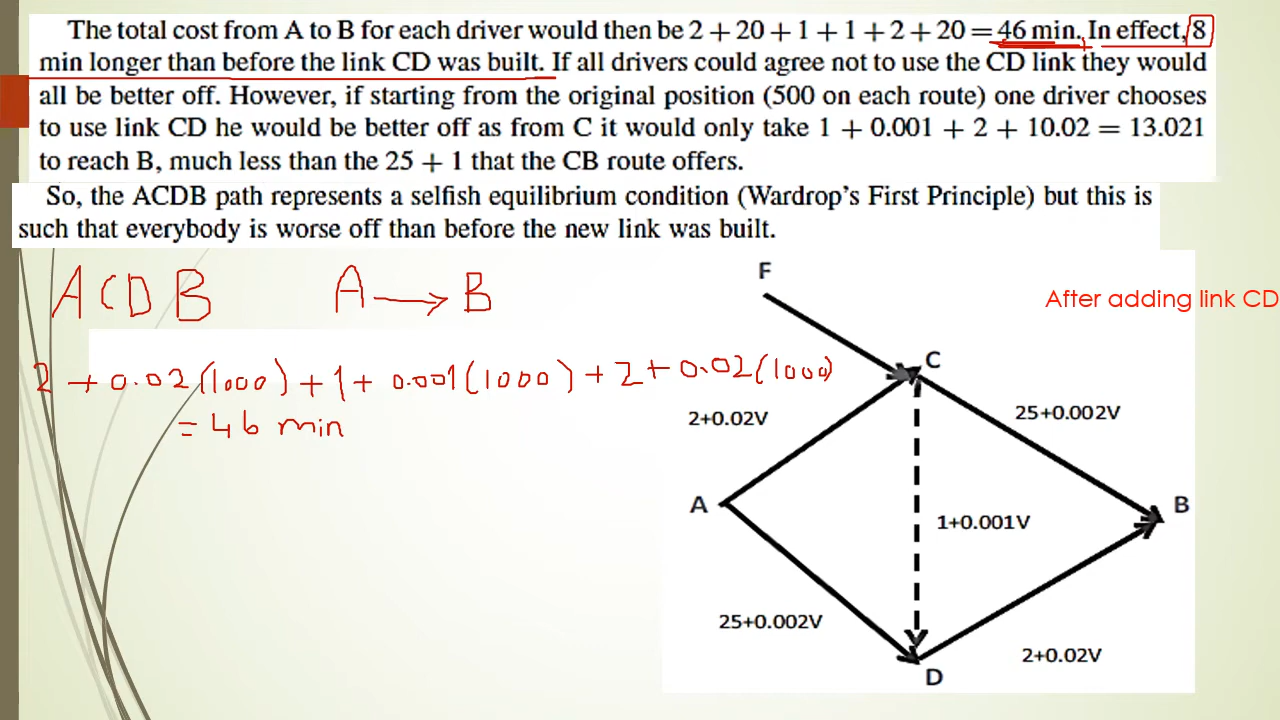 The total cost from A to B for each driver would then be 2 + 20 + 1 + 1 + 2 + 20 = 46 min. In effect, 8
min longer than before the link CD was built. If all drivers could agree not to use the CD link they would
all be better off. However, if starting from the original position (500 on each route) one driver chooses
to use link CD he would be better off as from C it would only take 1 + 0.001 + 2 + 10.02 = 13.021
to reach B, much less than the 25 + 1 that the CB route offers.
So, the ACDB path represents a selfish equilibrium condition (Wardrop's First Principle) but this is
such that everybody is worse off than before the new link was built.
ACDB A → B
2 + 0.02(1000) + 1 + 0.001(1000) + 2 + 0.02(1000)
= 46 min
F
After adding link CD
C
2+0.02V
25+0.002V
A
B
1+0.001V
25+0.002V
2+0.02V
D